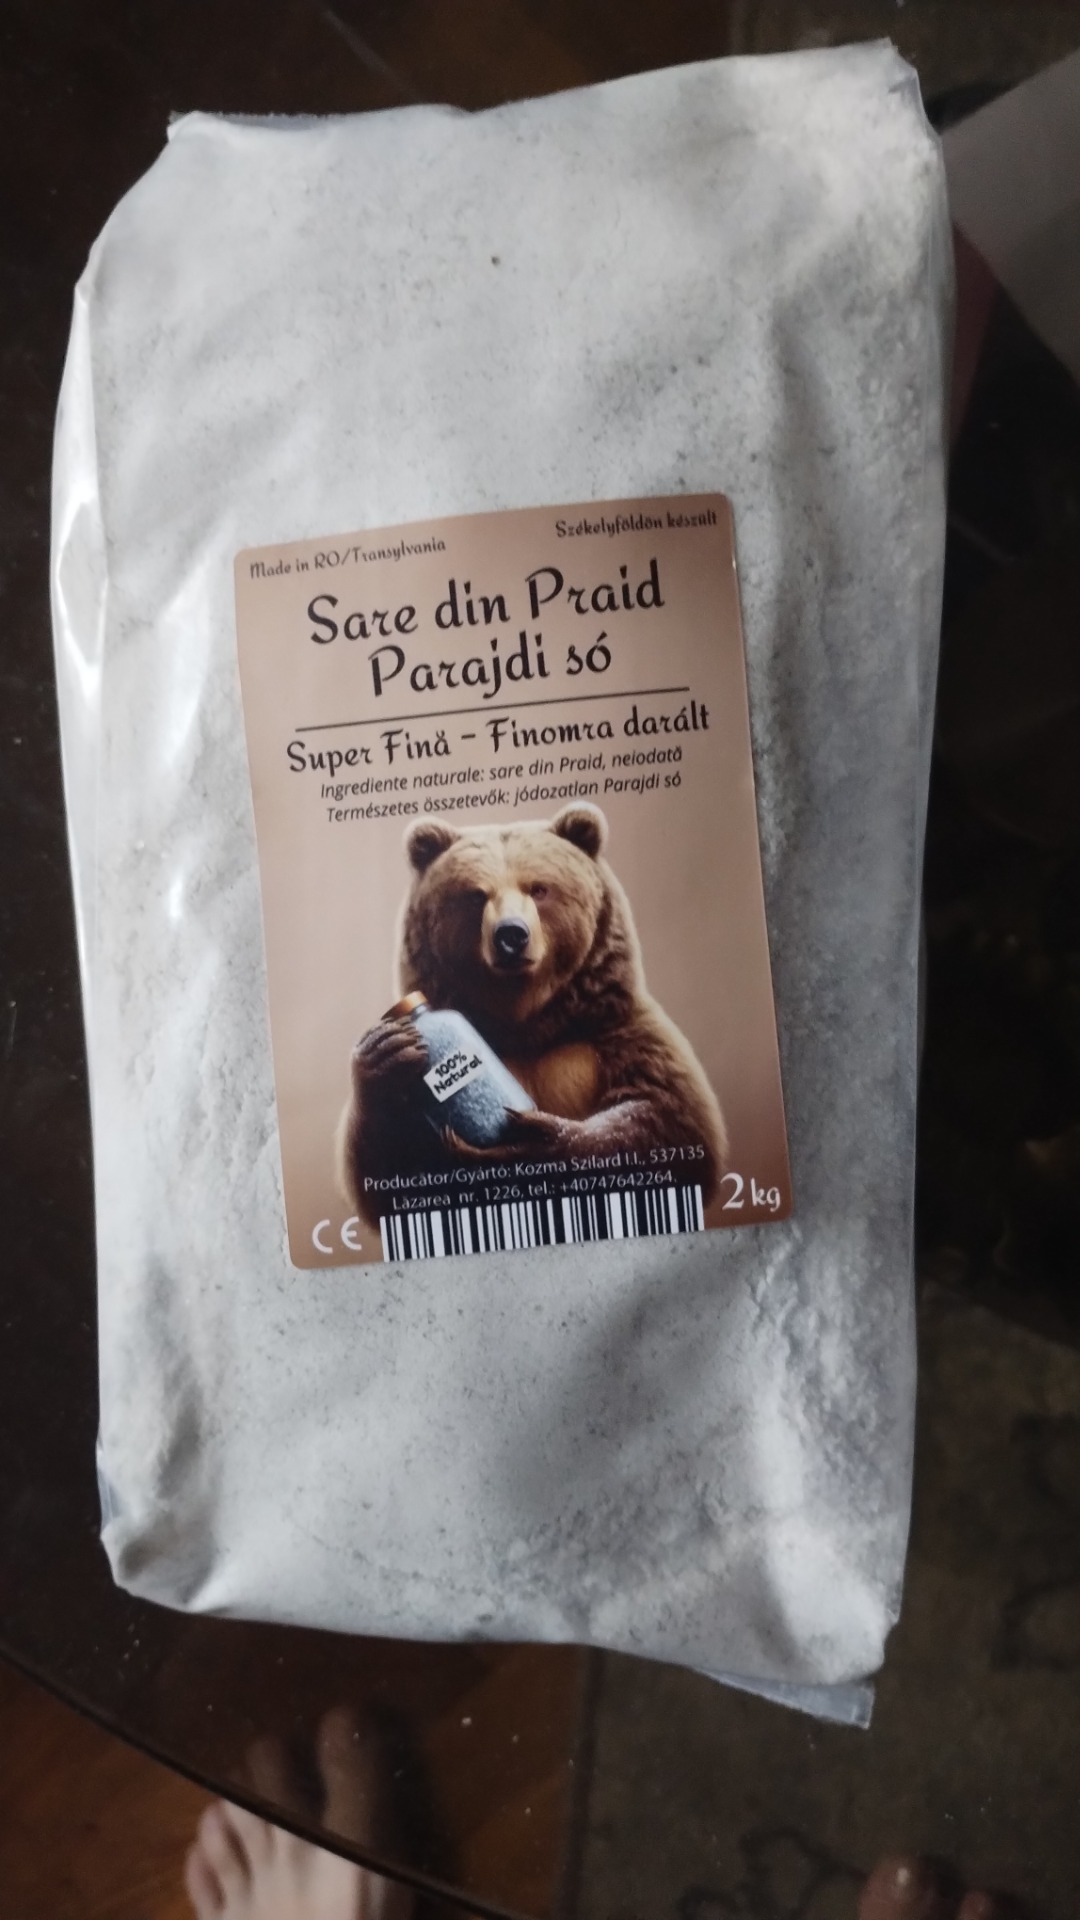 Made in RO/Transylvania
Székelyföldön készült
Sare din Praid
Parajdi só
Super Fină - Finomra darált
Ingrediente naturale: sare din Praid, neiodată
Természetes összetevők: jódozatlan Parajdi só
100%
Natural
Producător/Gyártó: Kozma Szilard I.I., 537135
Lăzarea nr. 1226, tel.: +40747642264.
CE
2 kg